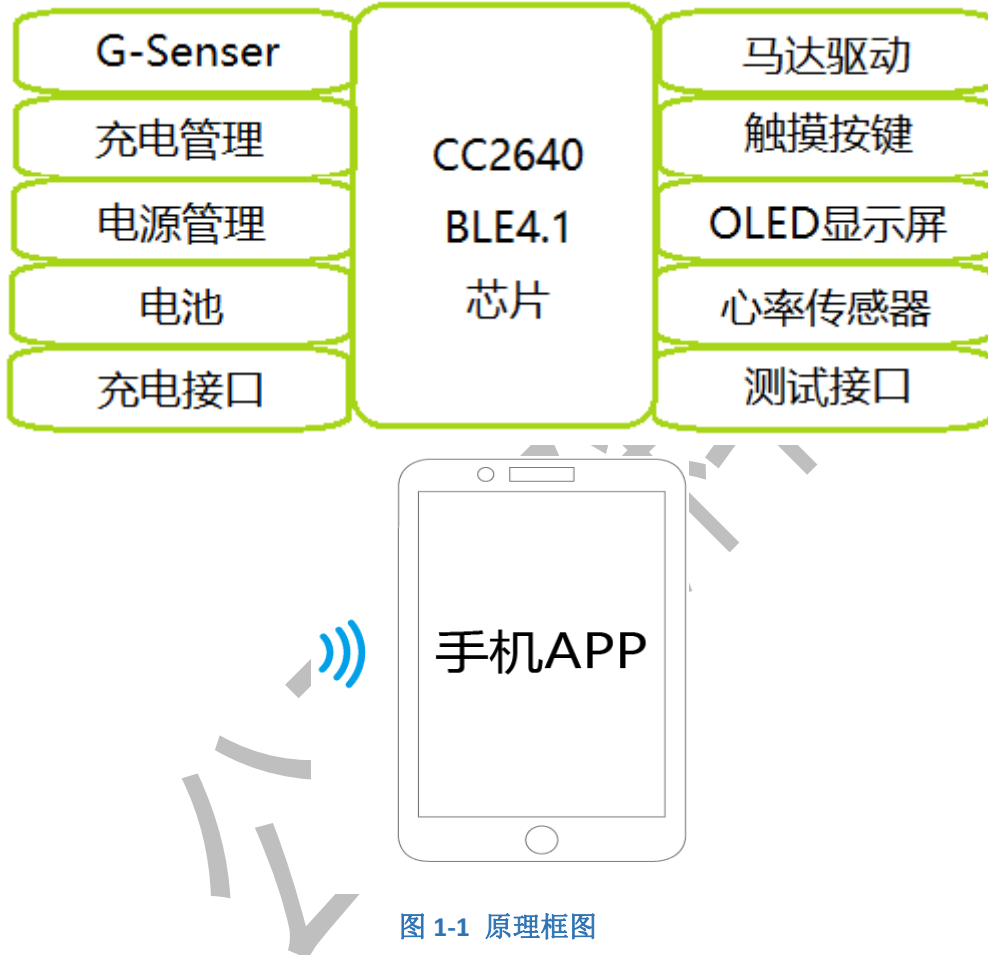 G-Senser
充电管理
电源管理
电池
充电接口
CC2640
BLE4.1
芯片
马达驱动
触摸按键
OLED显示屏
心率传感器
测试接口
手机APP
图 1-1 原理框图